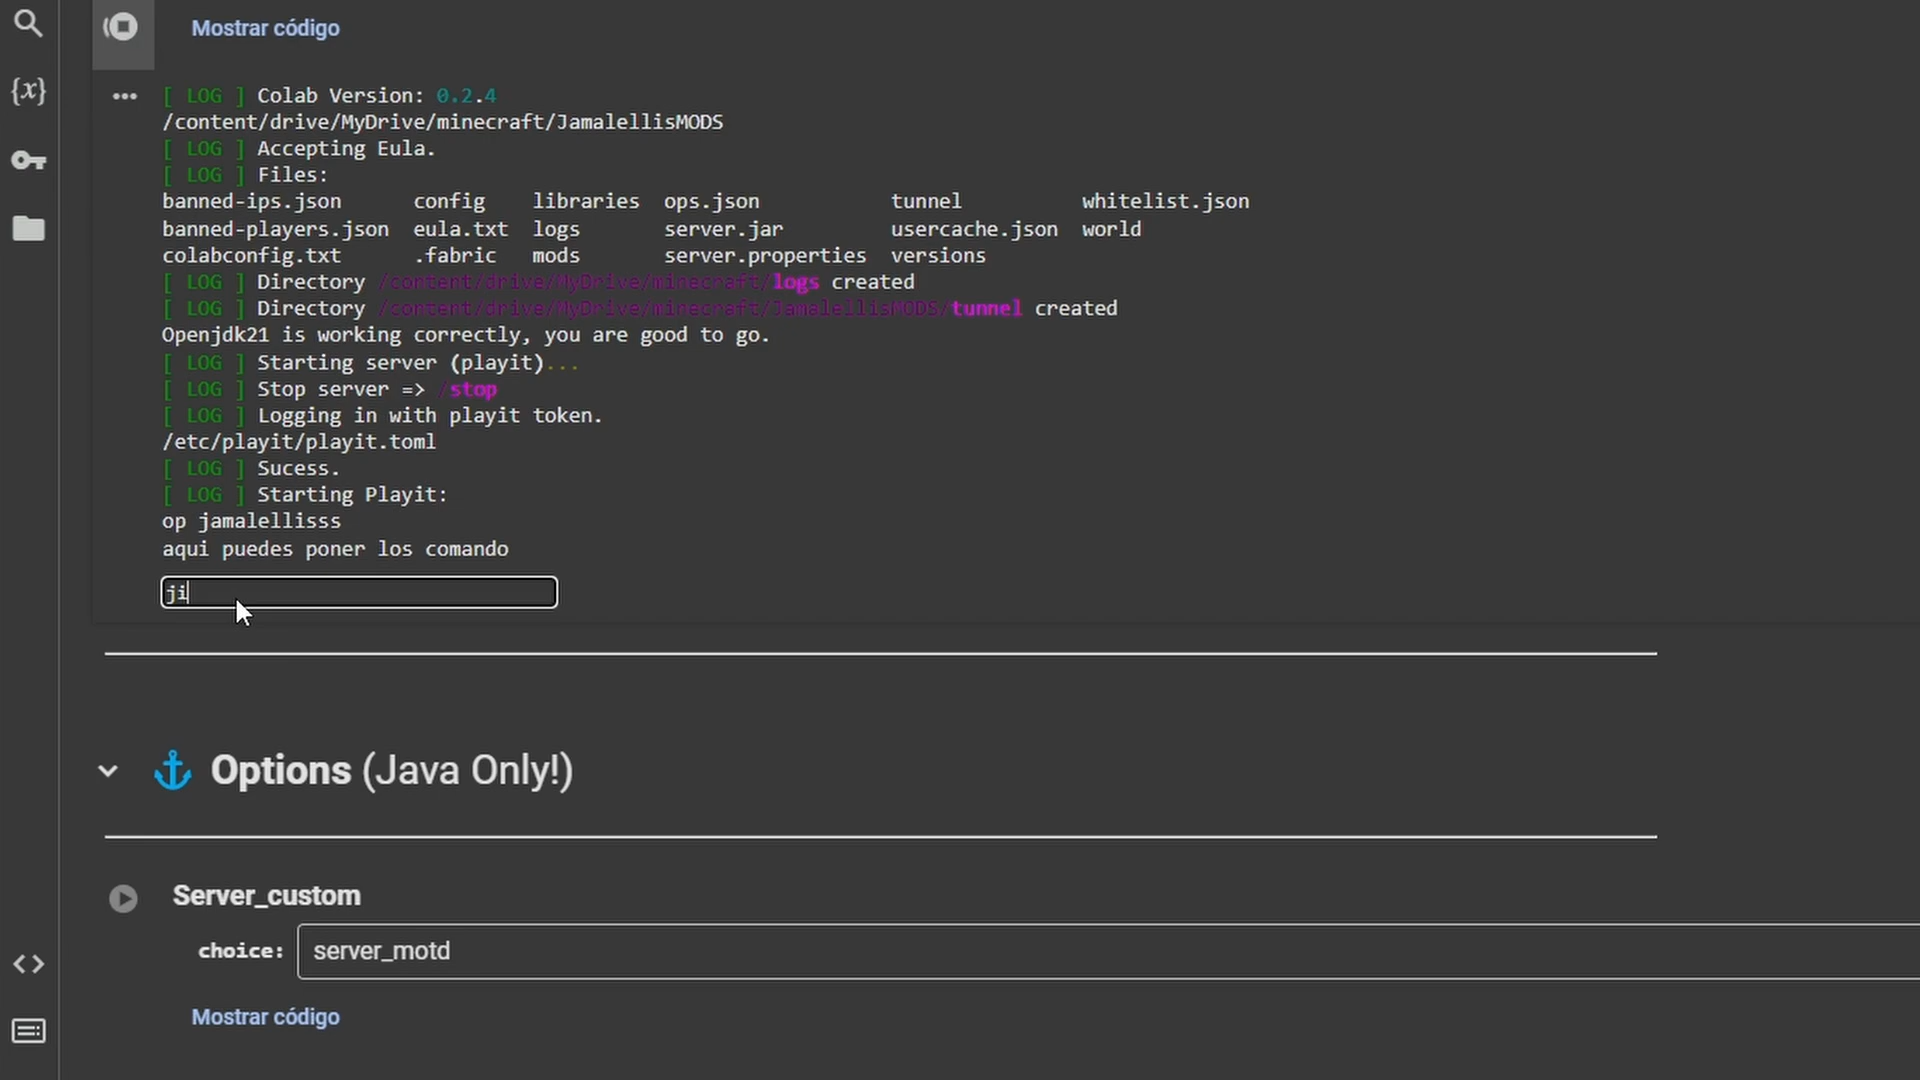 Mostrar código
[ LOG ] Colab Version: 0.2.4
/content/drive/MyDrive/minecraft/JamalellisMODS
[ LOG ] Accepting Eula.
[ LOG ] Files:
banned-ips.json config libraries ops.json tunnel whitelist.json
banned-players.json eula.txt logs server.jar usercache.json world
colabconfig.txt .fabric mods server.properties versions
[ LOG ] Directory /content/drive/MyDrive/minecraft/logs created
[ LOG ] Directory /content/drive/MyDrive/minecraft/JamalellisMODS/tunnel created
Openjdk21 is working correctly, you are good to go.
[ LOG ] Starting server (playit)...
[ LOG ] Stop server => /stop
[ LOG ] Logging in with playit token.
/etc/playit/playit.toml
[ LOG ] Sucess.
[ LOG ] Starting Playit:
op jamalellisss
aqui puedes poner los comando
ji
Options (Java Only!)
Server_custom
choice: server_motd
Mostrar código